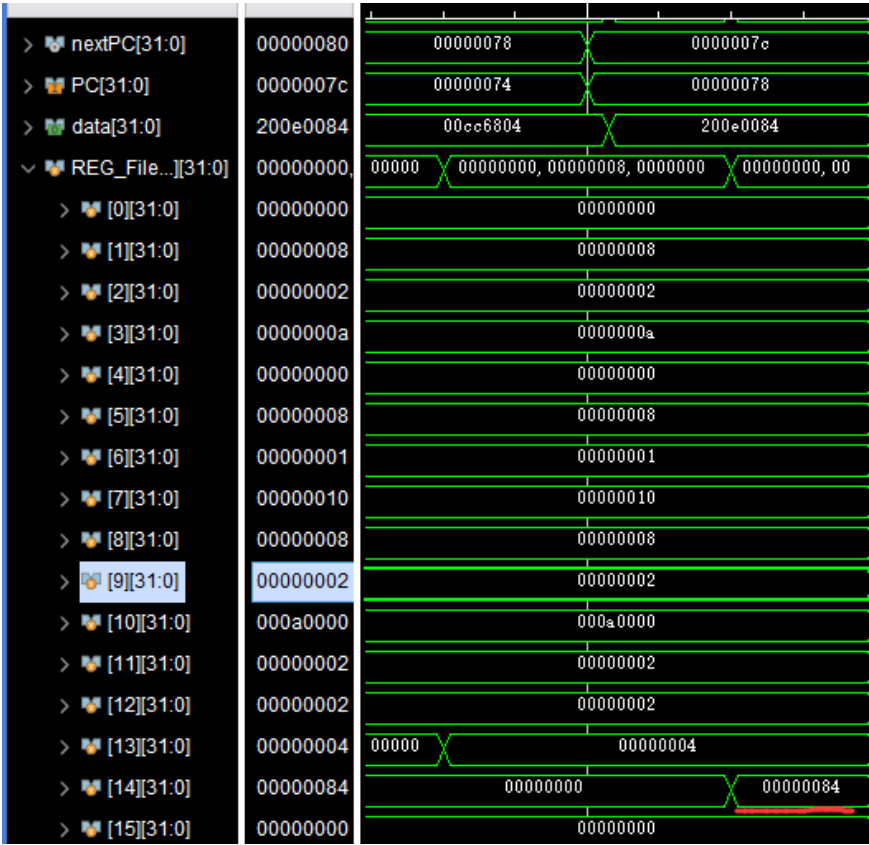 nextPC[31:0] 00000080 00000078 0000007c
PC[31:0] 0000007c 00000074 00000078
data[31:0] 200e0084 00cc6804 200e0084
REG_File...][31:0] 00000000, 00000 00000000, 00000008, 0000000 00000000, 00
[0][31:0] 00000000 00000000
[1][31:0] 00000008 00000008
[2][31:0] 00000002 00000002
[3][31:0] 0000000a 0000000a
[4][31:0] 00000000 00000000
[5][31:0] 00000008 00000008
[6][31:0] 00000001 00000001
[7][31:0] 00000010 00000010
[8][31:0] 00000008 00000008
[9][31:0] 00000002 00000002
[10][31:0] 000a0000 000a0000
[11][31:0] 00000002 00000002
[12][31:0] 00000002 00000002
[13][31:0] 00000004 00000 00000004
[14][31:0] 00000084 00000000 00000084
[15][31:0] 00000000 00000000